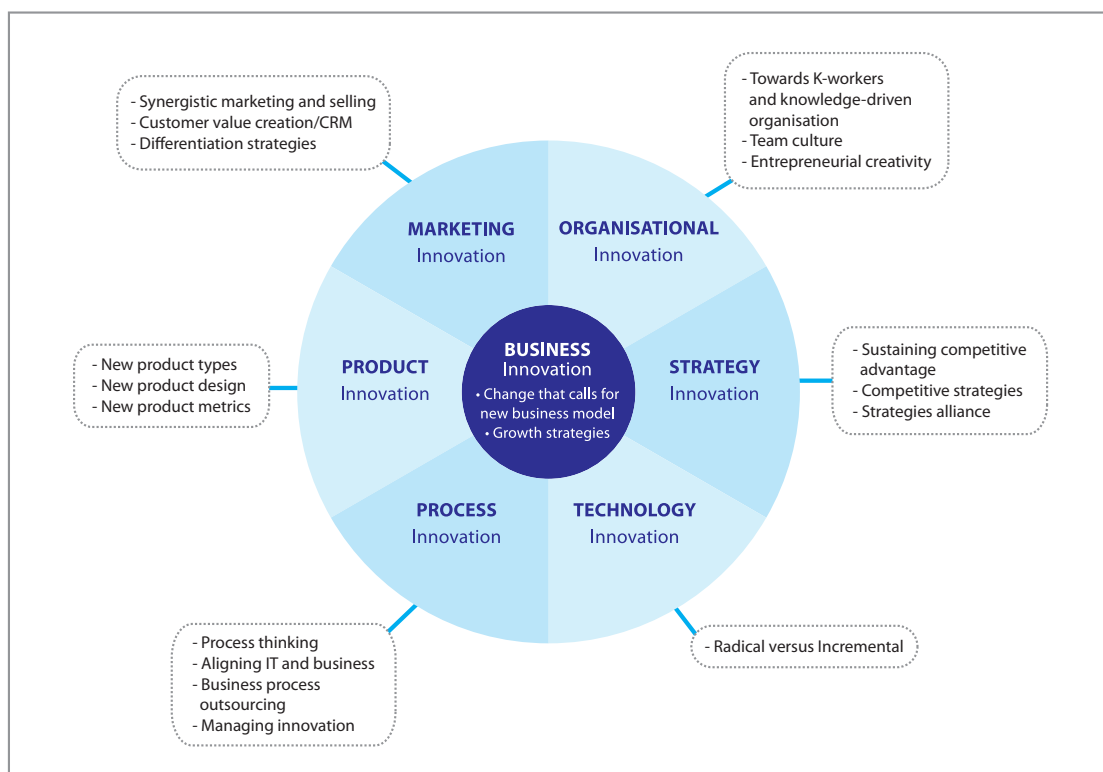 - Synergistic marketing and selling
- Customer value creation/CRM
- Differentiation strategies
- Towards K-workers
and knowledge-driven
organisation
- Team culture
- Entrepreneurial creativity
MARKETING
Innovation
ORGANISATIONAL
Innovation
- New product types
- New product design
- New product metrics
PRODUCT
Innovation
BUSINESS
Innovation
• Change that calls for
new business model
• Growth strategies
STRATEGY
Innovation
- Sustaining competitive
advantage
- Competitive strategies
- Strategies alliance
PROCESS
Innovation
TECHNOLOGY
Innovation
- Process thinking
- Aligning IT and business
- Business process
outsourcing
- Managing innovation
- Radical versus Incremental